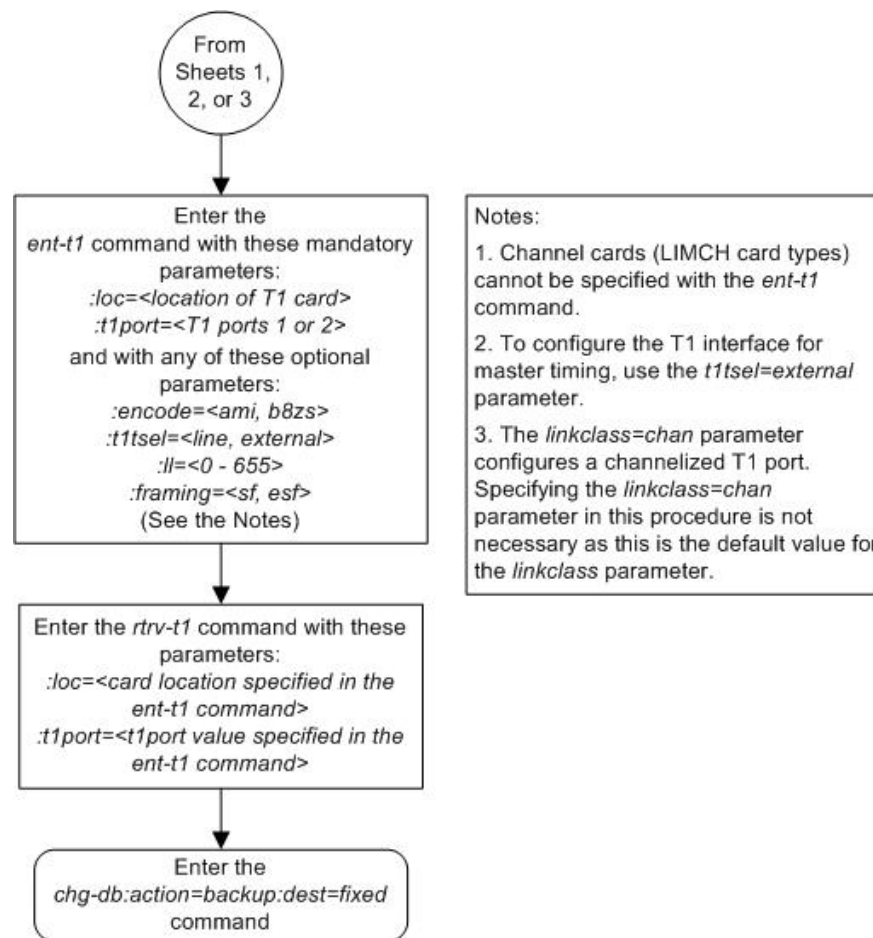 From
Sheets 1,
2, or 3
Enter the
ent-t1 command with these mandatory
parameters:
:loc=<location of T1 card>
:t1port=<T1 ports 1 or 2>
and with any of these optional
parameters:
:encode=<ami, b8zs>
:t1tsel=<line, external>
:ll=<0 - 655>
:framing=<sf, esf>
(See the Notes)
Notes:
1. Channel cards (LIMCH card types)
cannot be specified with the ent-t1
command.
2. To configure the T1 interface for
master timing, use the t1tsel=external
parameter.
3. The linkclass=chan parameter
configures a channelized T1 port.
Specifying the linkclass=chan
parameter in this procedure is not
necessary as this is the default value for
the linkclass parameter.
Enter the rtrv-t1 command with these
parameters:
:loc=<card location specified in the
ent-t1 command>
:t1port=<t1port value specified in the
ent-t1 command>
Enter the
chg-db:action=backup:dest=fixed
command